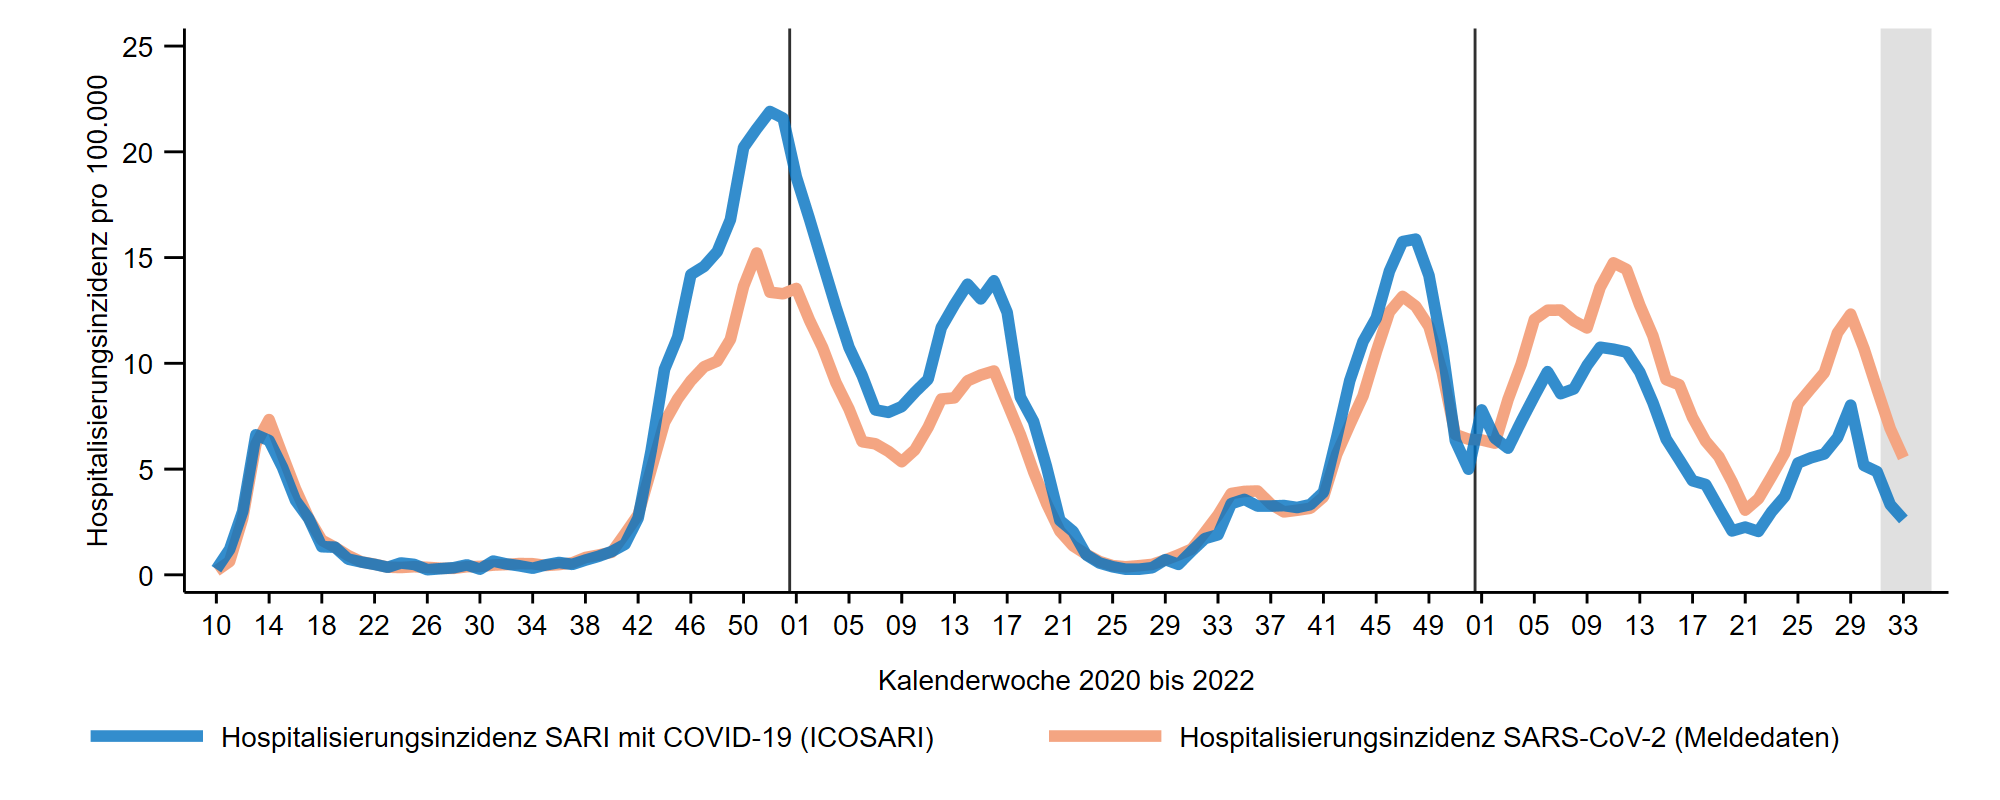 Hospitalisierungsinzidenz pro 100.000
25
20
15
10
5
0
10 14 18 22 26 30 34 38 42 46 50 01 05 09 13 17 21 25 29 33 37 41 45 49 01 05 09 13 17 21 25 29 33
Kalenderwoche 2020 bis 2022
Hospitalisierungsinzidenz SARI mit COVID-19 (ICOSARI)
Hospitalisierungsinzidenz SARS-CoV-2 (Meldedaten)